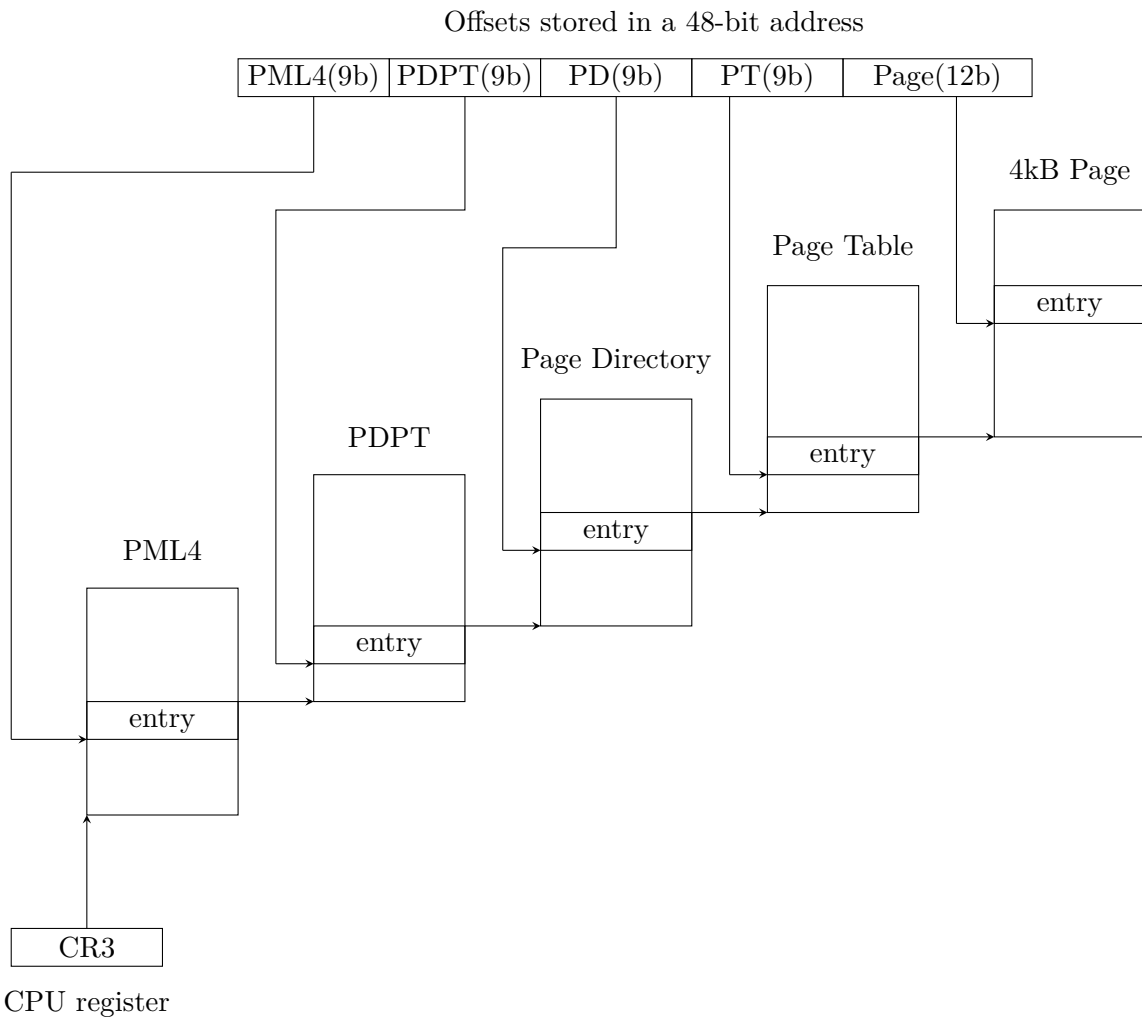 Offsets stored in a 48-bit address
PML4(9b) PDPT(9b) PD(9b) PT(9b) Page(12b)
4kB Page
Page Table
entry
Page Directory
PDPT
entry
entry
PML4
entry
entry
CR3
CPU register